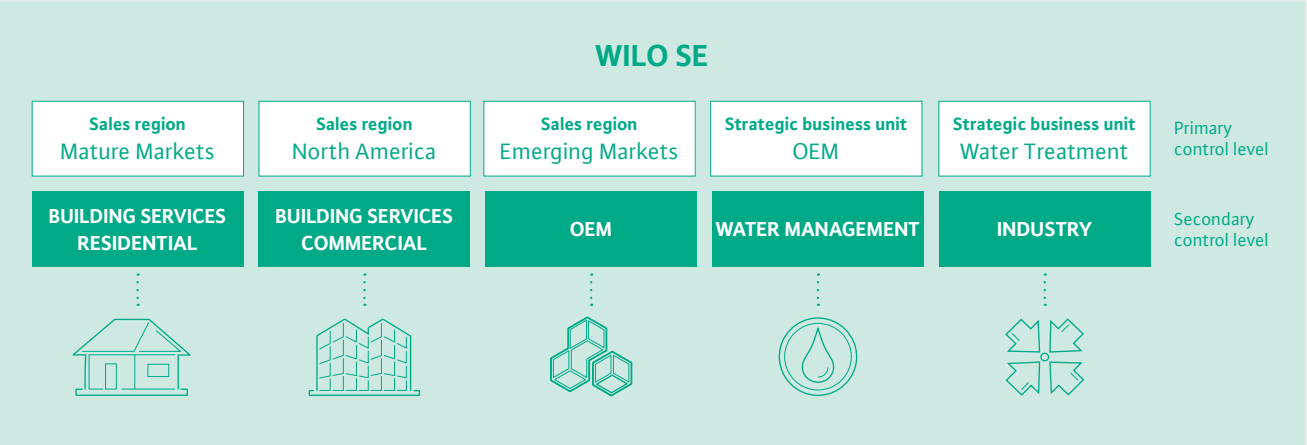 WILO SE
Sales region
Mature Markets
Sales region
North America
Sales region
Emerging Markets
Strategic business unit
OEM
Strategic business unit
Water Treatment
Primary
control level
BUILDING SERVICES
RESIDENTIAL
BUILDING SERVICES
COMMERCIAL
OEM
WATER MANAGEMENT
INDUSTRY
Secondary
control level